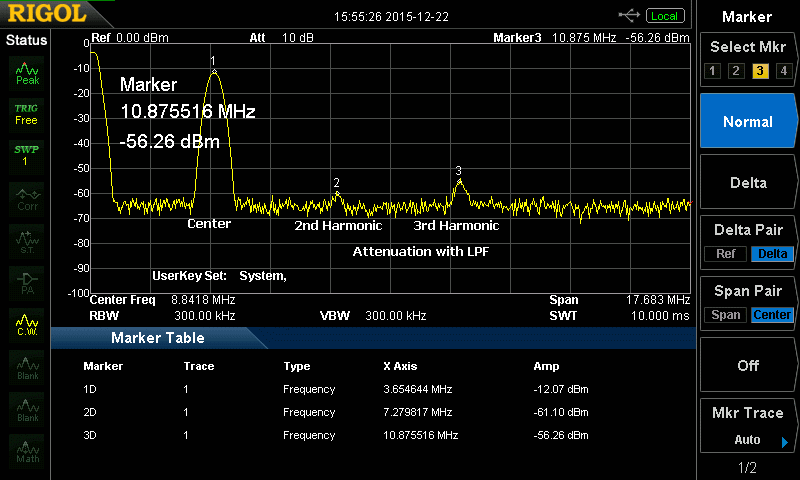 RIGOL
15:55:26 2015-12-22
Local
Status
Ref 0.00 dBm Att 10 dB Marker3 10.875 MHz -56.26 dBm
Peak
TRIG
Free
SWP
1
Corr
S.T.
PA
C.W.
Blank
Blank
Math
0
-10
-20
-30
-40
-50
-60
-70
-80
-90
-100
Marker
10.875516 MHz
-56.26 dBm
1
2
3
Center 2nd Harmonic 3rd Harmonic
Attenuation with LPF
UserKey Set: System,
Center Freq 8.8418 MHz Span 17.683 MHz
RBW 300.00 kHz VBW 300.00 kHz SWT 10.000 ms
Marker Table
Marker Trace Type X Axis Amp
1D 1 Frequency 3.654644 MHz -12.07 dBm
2D 1 Frequency 7.279817 MHz -61.10 dBm
3D 1 Frequency 10.875516 MHz -56.26 dBm
Marker
Select Mkr
1 2 3 4
Normal
Delta
Delta Pair
Ref Delta
Span Pair
Span Center
Off
Mkr Trace
Auto
1/2